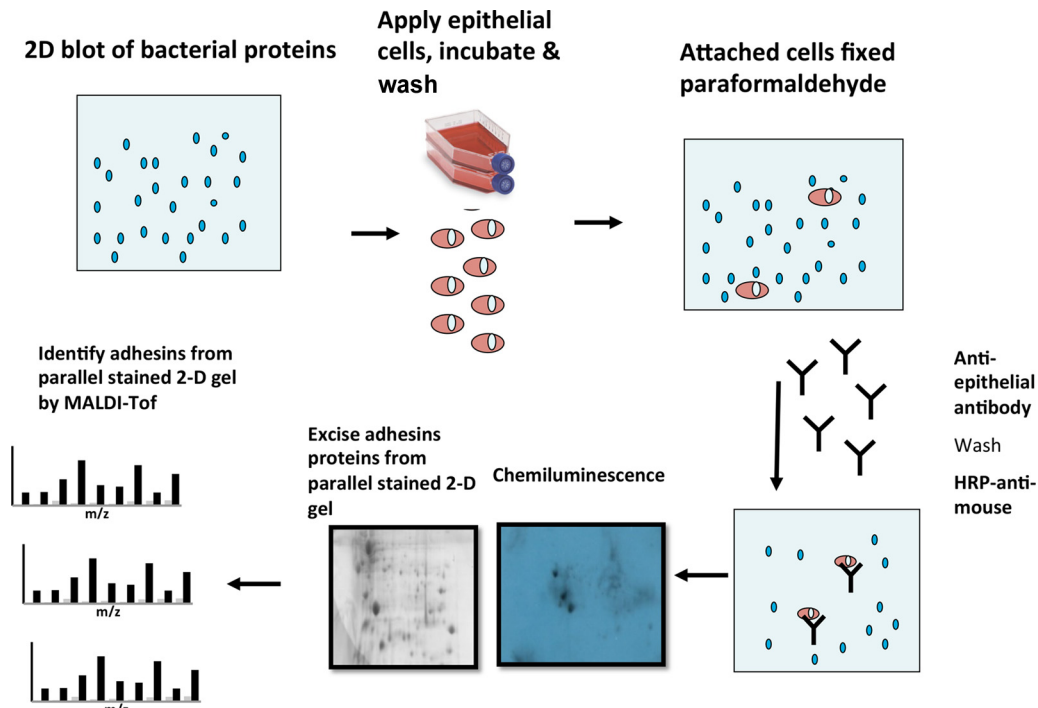 2D blot of bacterial proteins
Apply epithelial
cells, incubate &
wash
Attached cells fixed
paraformaldehyde
Anti-
epithelial
antibody
Wash
HRP-anti-
mouse
Chemiluminescence
Excise adhesins
proteins from
parallel stained 2-D
gel
Identify adhesins from
parallel stained 2-D gel
by MALDI-Tof
m/z
m/z
m/z